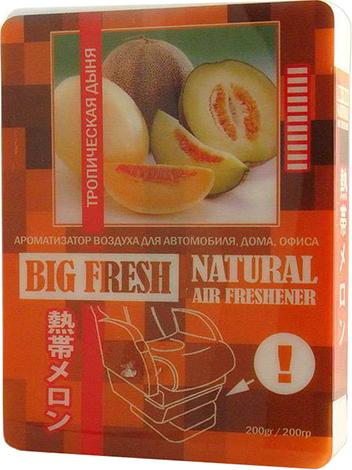 ТРОПИЧЕСКАЯ ДЫНЯ
АРОМАТИЗАТОР ВОЗДУХА ДЛЯ АВТОМОБИЛЯ, ДОМА, ОФИСА
BIG FRESH
NATURAL
AIR FRESHENER
熱帯メロン
!
200gr / 200гр